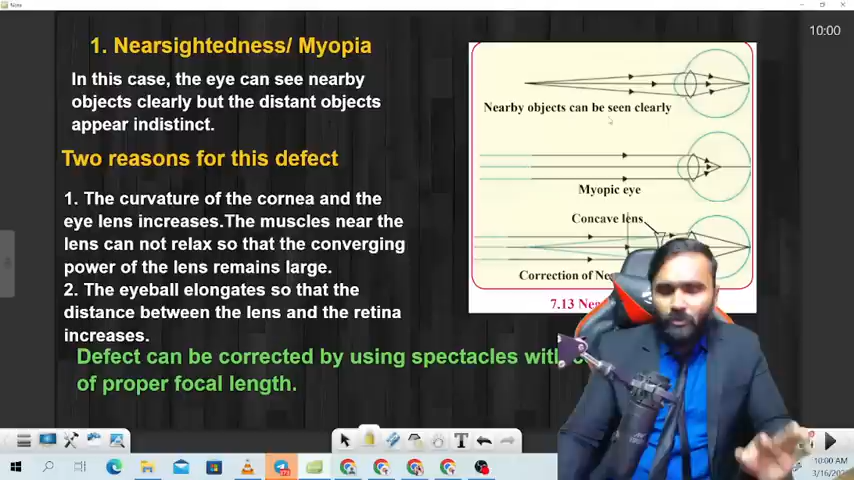 Note
10:00
1. Nearsightedness/ Myopia
In this case, the eye can see nearby
objects clearly but the distant objects
appear indistinct.
Two reasons for this defect
1. The curvature of the cornea and the
eye lens increases.The muscles near the
lens can not relax so that the converging
power of the lens remains large.
2. The eyeball elongates so that the
distance between the lens and the retina
increases.
Defect can be corrected by using spectacles with
of proper focal length.
Nearby objects can be seen clearly
Myopic eye
Concave lens
Correction of
7.13
10:00 AM